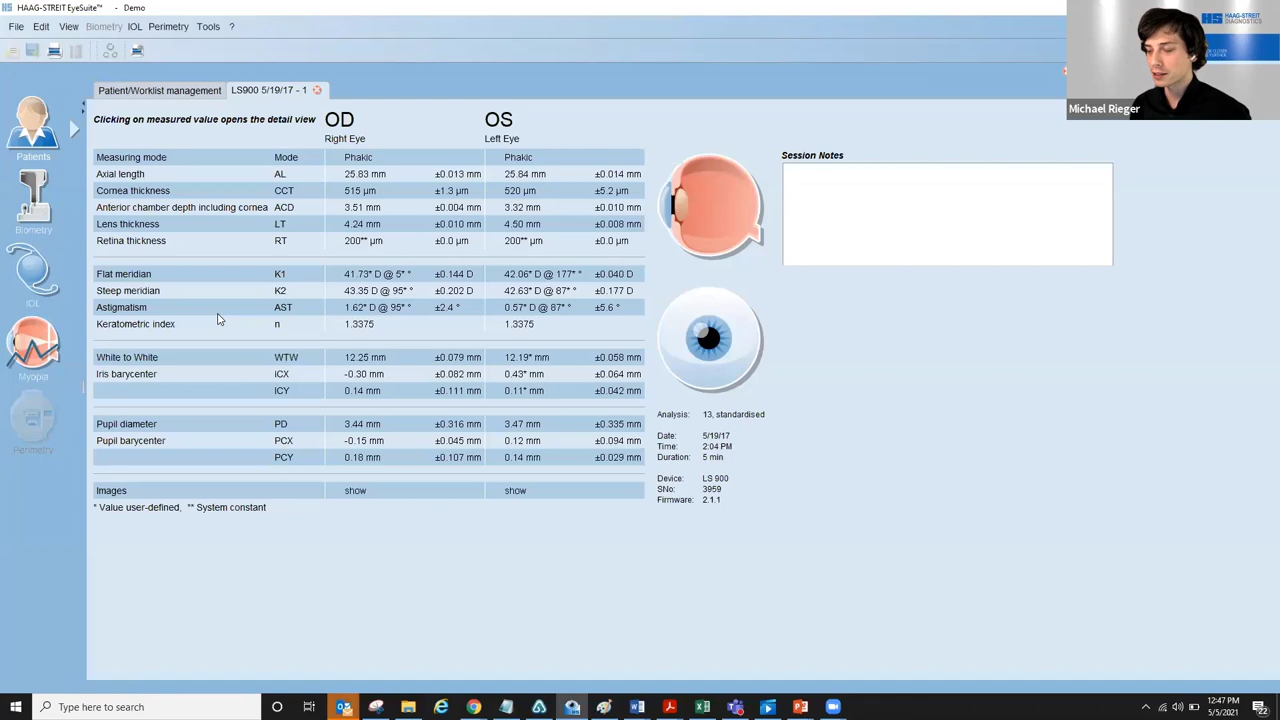 HAAG-STREIT EyeSuite™ - Demo
File Edit View Biometry IOL Perimetry Tools ?
HS HAAG-STREIT
DIAGNOSTICS
Michael Rieger
Patient/Worklist management LS900 5/19/17 - 1
Clicking on measured value opens the detail view OD OS
Right Eye Left Eye
Measuring mode Mode Phakic Phakic
Axial length AL 25.83 mm ±0.013 mm 25.84 mm ±0.014 mm
Cornea thickness CCT 515 µm ±1.3 µm 520 µm ±5.2 µm
Anterior chamber depth including cornea ACD 3.51 mm ±0.004 mm 3.32 mm ±0.010 mm
Lens thickness LT 4.24 mm ±0.010 mm 4.50 mm ±0.008 mm
Retina thickness RT 200** µm ±0.0 µm 200** µm ±0.0 µm
Flat meridian K1 41.73* D @ 5* ° ±0.144 D 42.06* D @ 177* ° ±0.040 D
Steep meridian K2 43.35 D @ 95* ° ±0.202 D 42.63* D @ 87* ° ±0.177 D
Astigmatism AST 1.62* D @ 95* ° ±2.4 ° 0.57* D @ 87* ° ±5.6 °
Keratometric index n 1.3375 1.3375
White to White WTW 12.25 mm ±0.079 mm 12.19* mm ±0.058 mm
Iris barycenter ICX -0.30 mm ±0.082 mm 0.43* mm ±0.064 mm
ICY 0.14 mm ±0.111 mm 0.11* mm ±0.042 mm
Pupil diameter PD 3.44 mm ±0.316 mm 3.47 mm ±0.335 mm
Pupil barycenter PCX -0.15 mm ±0.045 mm 0.12 mm ±0.094 mm
PCY 0.18 mm ±0.107 mm 0.14 mm ±0.029 mm
Images show show
* Value user-defined, ** System constant
Session Notes
Analysis: 13, standardised
Date: 5/19/17
Time: 2:04 PM
Duration: 5 min
Device: LS 900
SNo: 3959
Firmware: 2.1.1
Patients
Biometry
IOL
Myopia
Perimetry
Type here to search
12:47 PM
5/5/2021
22